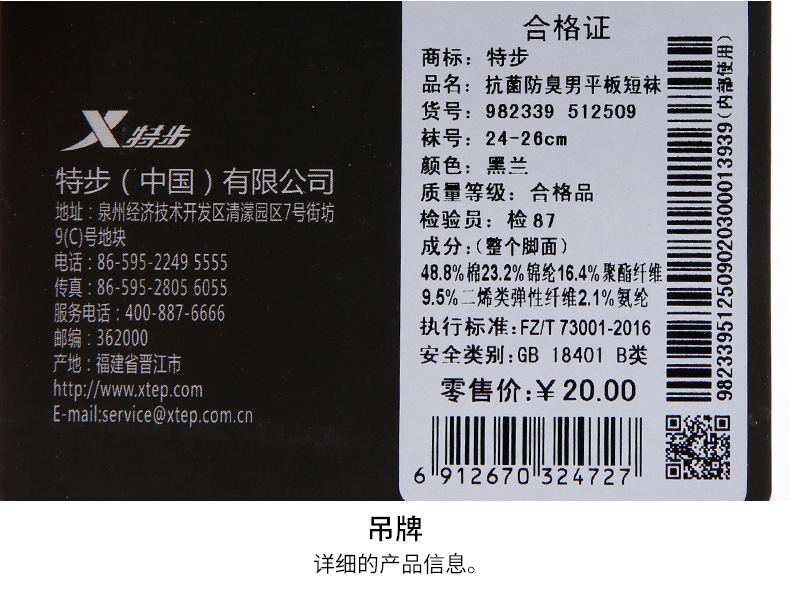 X 特步
特步（中国）有限公司
地址：泉州经济技术开发区清濛园区7号街坊
9(C)号地块
电话：86-595-2249 5555
传真：86-595-2805 6055
服务电话：400-887-6666
邮编：362000
产地：福建省晋江市
http://www.xtep.com
E-mail:service@xtep.com.cn
合格证
商标：特步
品名：抗菌防臭男平板短袜
货号：982339 512509
袜号：24-26cm
颜色：黑兰
质量等级：合格品
检验员：检87
成分：(整个脚面)
48.8%棉23.2%锦纶16.4%聚酯纤维
9.5%二烯类弹性纤维2.1%氨纶
执行标准:FZ/T 73001-2016
安全类别:GB 18401 B类
零售价:￥20.00
6 912670 324727
982339512509020300013939(内部使用)
吊牌
详细的产品信息。